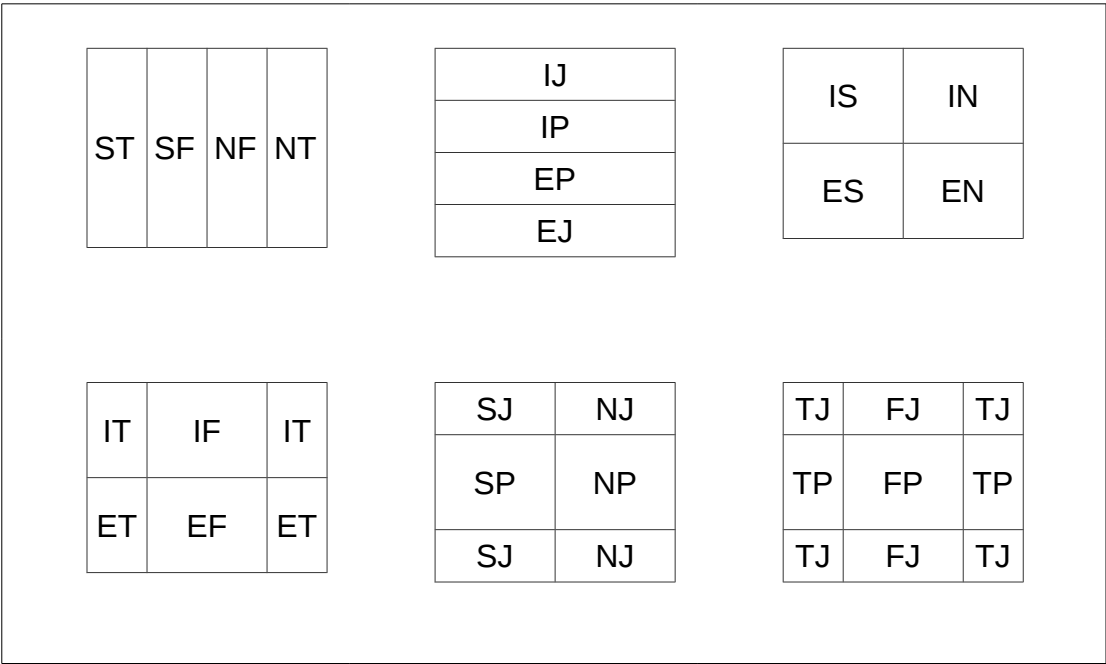 ST SF NF NT
IJ
IP
EP
EJ
IS IN
ES EN
IT IF IT
ET EF ET
SJ NJ
SP NP
SJ NJ
TJ FJ TJ
TP FP TP
TJ FJ TJ